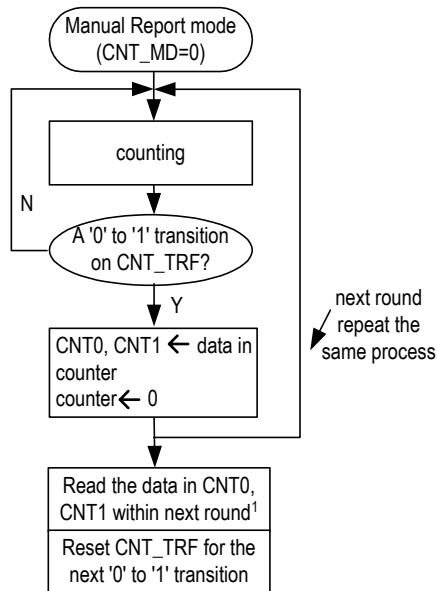 Manual Report mode
(CNT_MD=0)
counting
N
A '0' to '1' transition
on CNT_TRF?
Y
CNT0, CNT1 ← data in
counter
counter← 0
next round
repeat the
same process
Read the data in CNT0,
CNT1 within next round¹
Reset CNT_TRF for the
next '0' to '1' transition